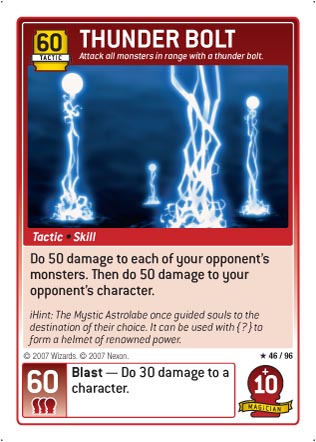 60
TACTIC
THUNDER BOLT
Attack all monsters in range with a thunder bolt.
Tactic • Skill
Do 50 damage to each of your opponent's
monsters. Then do 50 damage to your
opponent's character.
iHint: The Mystic Astrolabe once guided souls to the
destination of their choice. It can be used with {?} to
form a helmet of renowned power.
© 2007 Wizards. © 2007 Nexon.
★ 46 / 96
60
Blast — Do 30 damage to a
character.
+
10
MAGICIAN